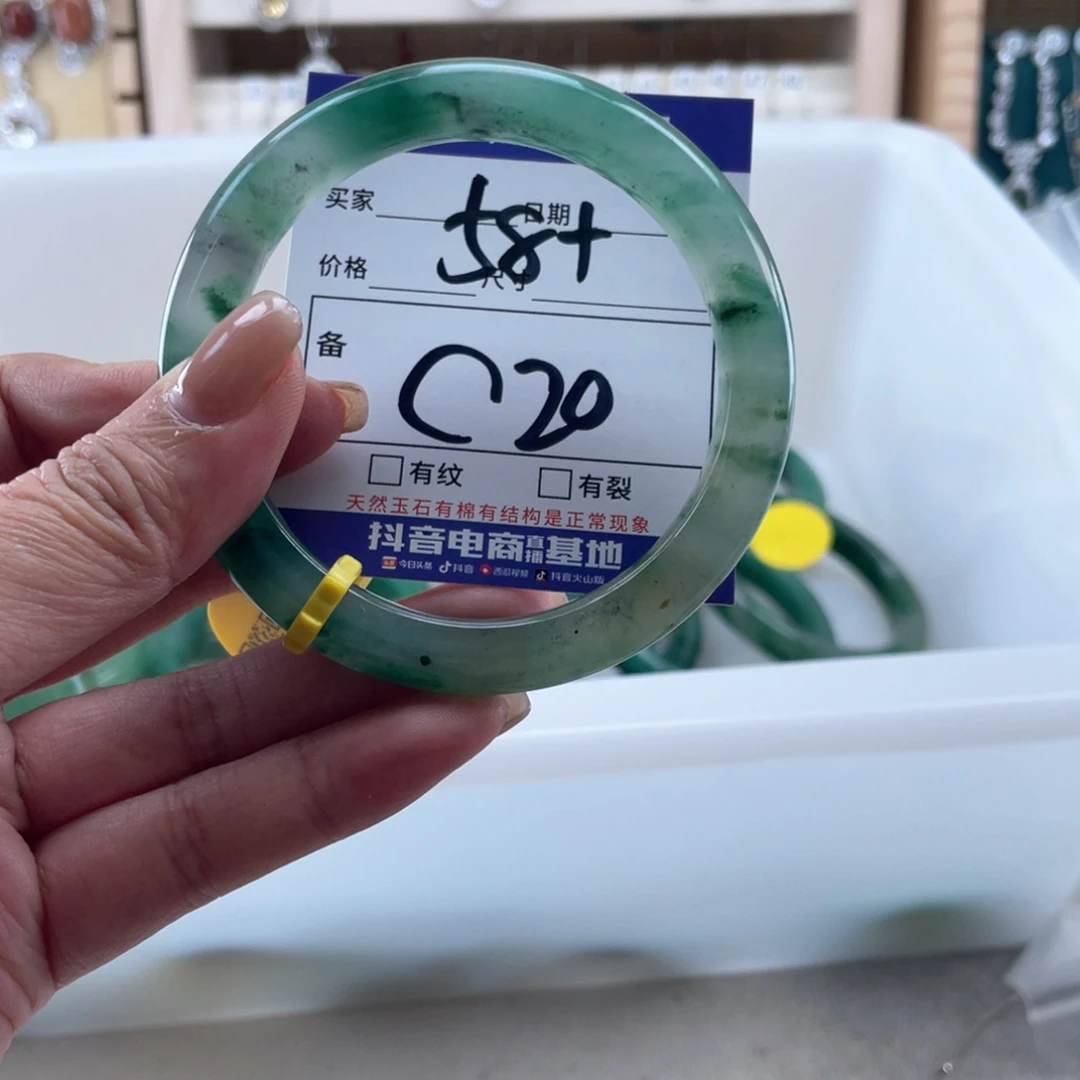 买家 日期
58+
价格 尺寸
备
C20
有纹 有裂
天然玉石有棉有结构是正常现象
抖音电商直播基地
今日头条 抖音 西瓜视频 抖音火山版